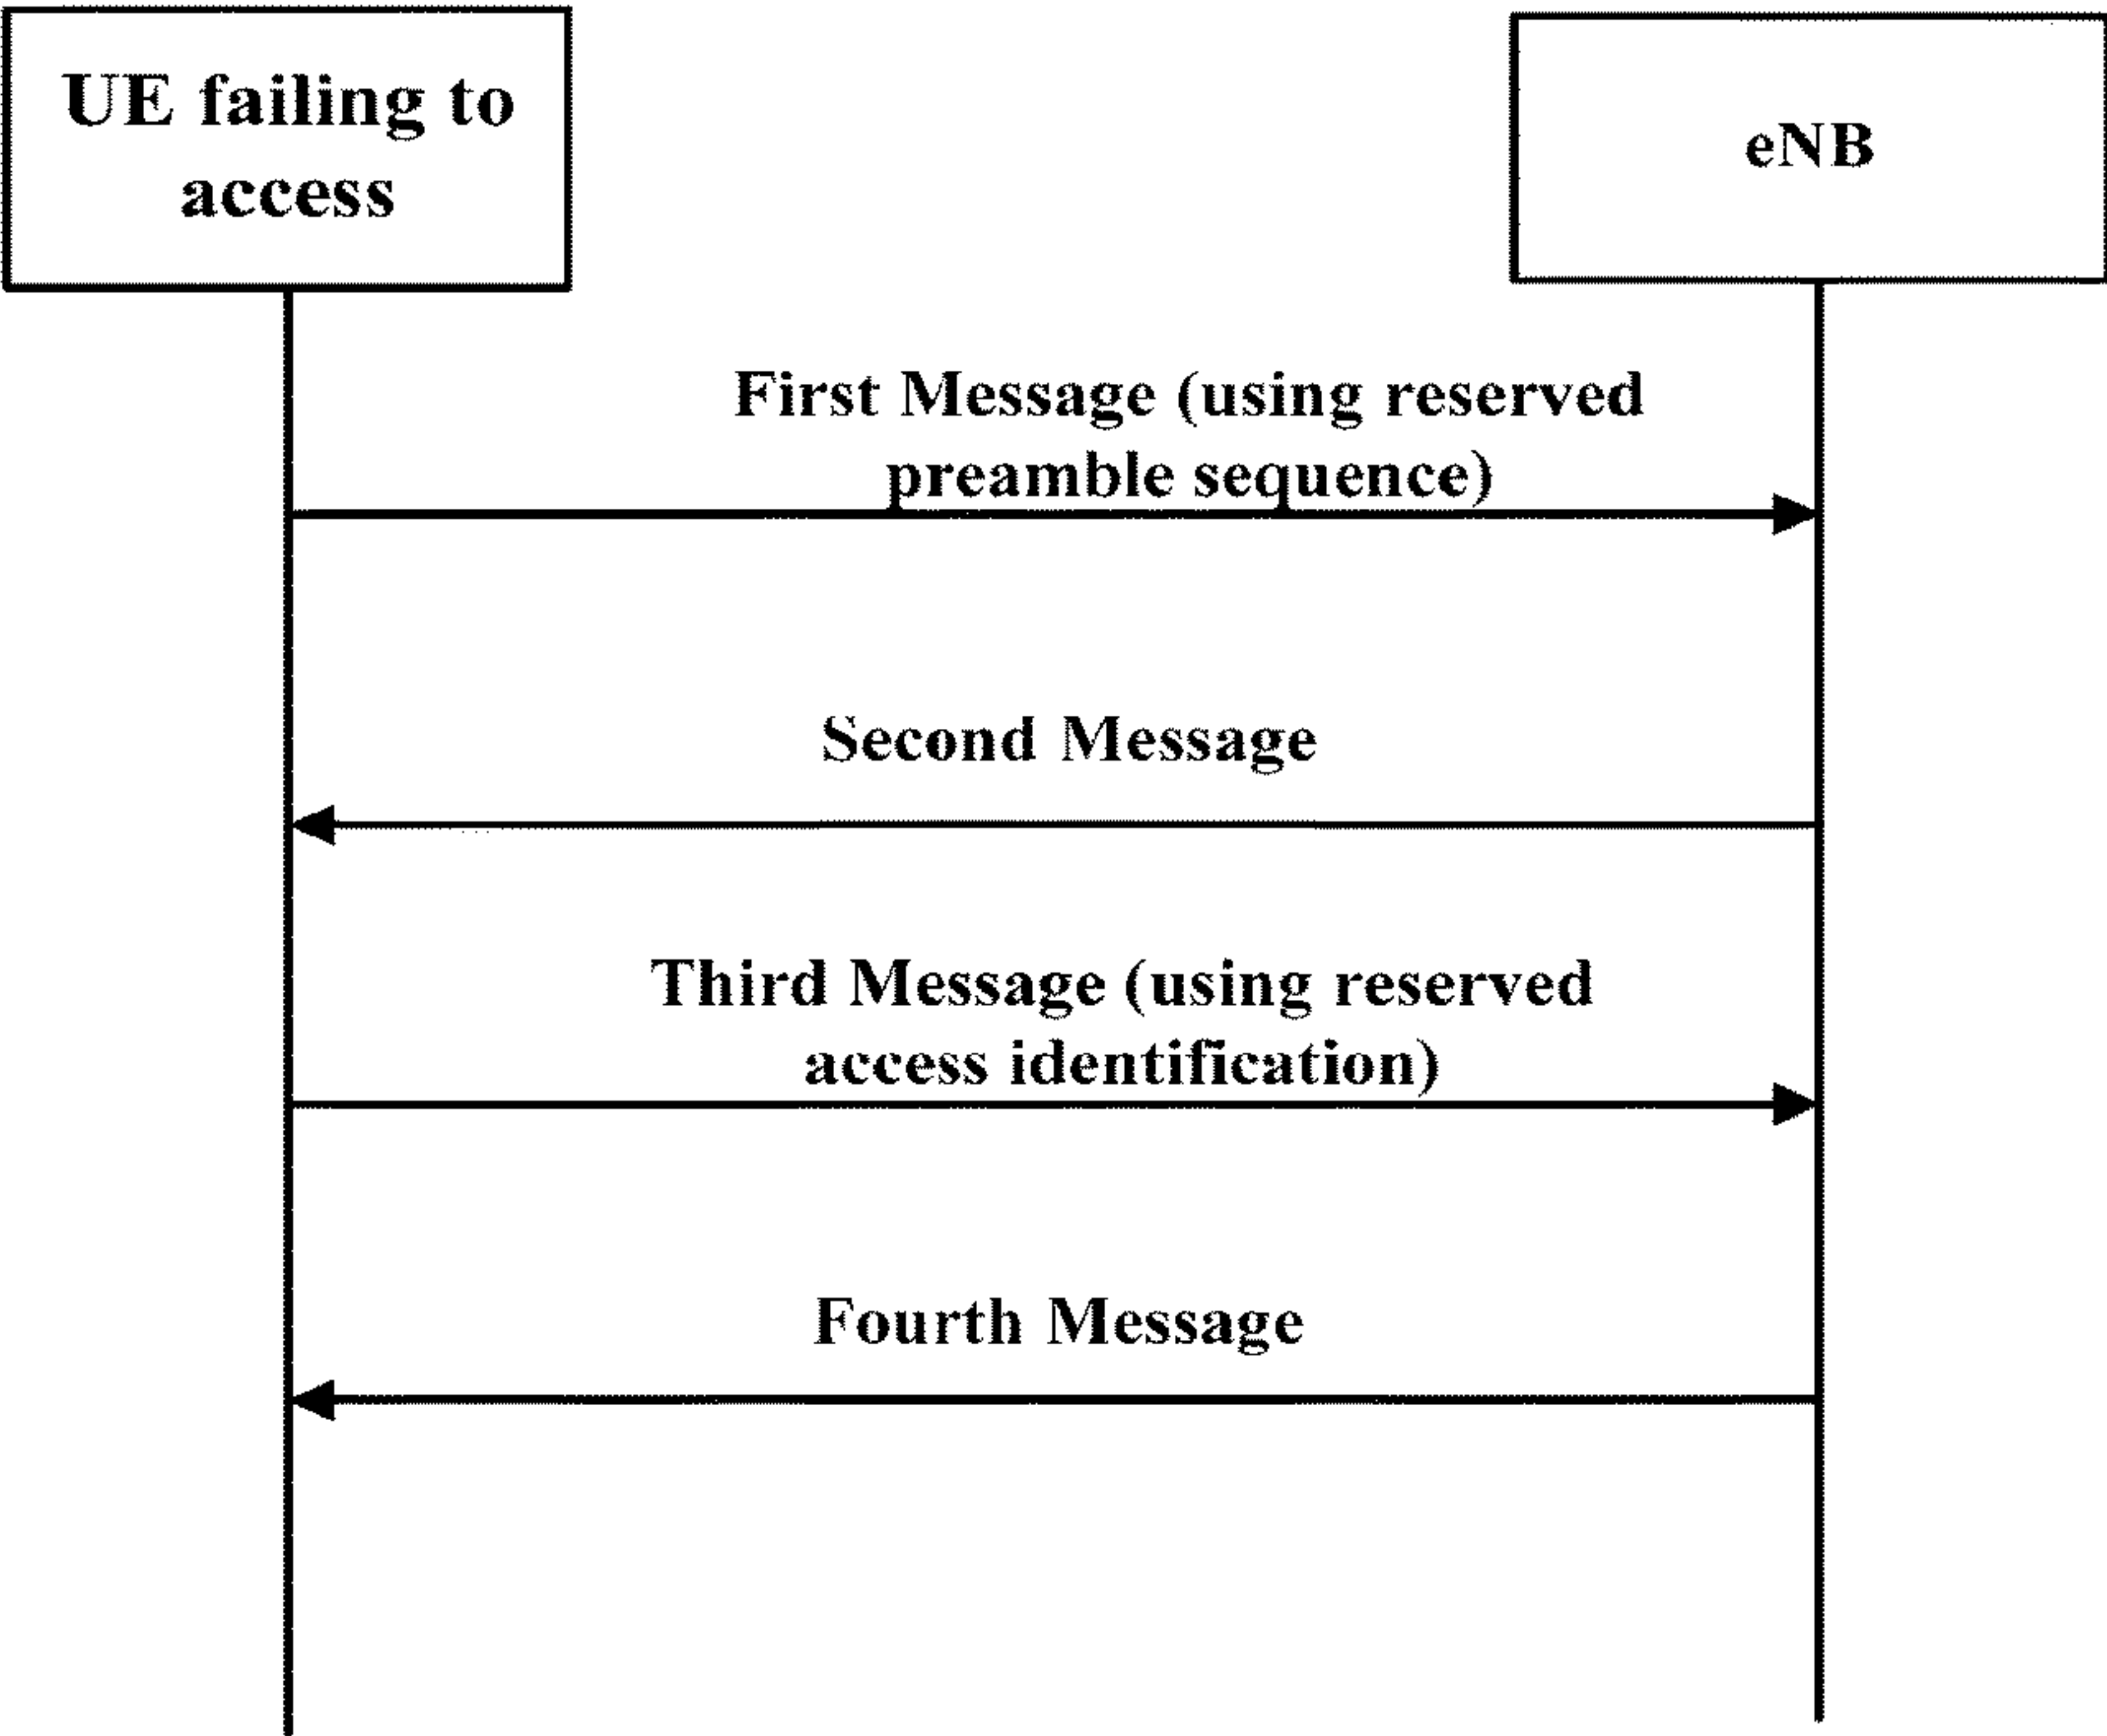 UE failing to
access
eNB
First Message (using reserved
preamble sequence)
Second Message
Third Message (using reserved
access identification)
Fourth Message